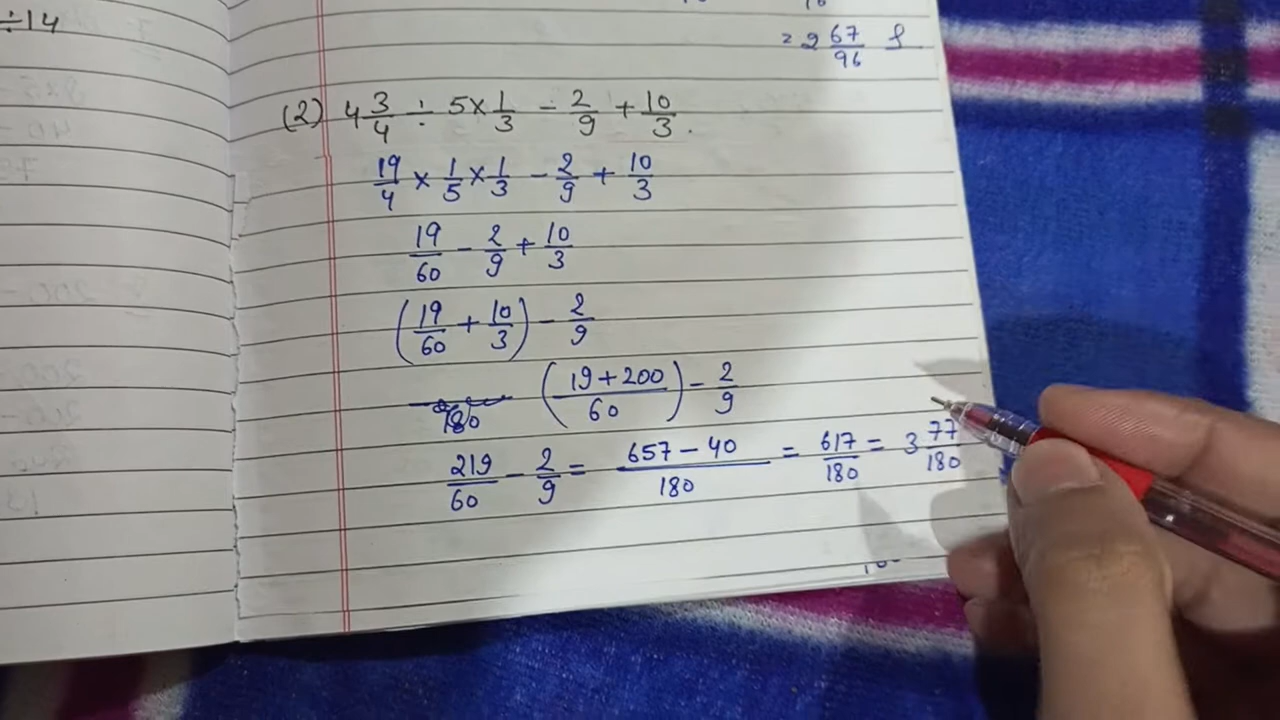 ÷14
= 2 67/96
(2) 4 3/4 ÷ 5 × 1/3 - 2/9 + 10/3.
19/4 × 1/5 × 1/3 - 2/9 + 10/3
19/60 - 2/9 + 10/3
(19/60 + 10/3) - 2/9
180 ((19+200)/60) - 2/9
219/60 - 2/9 = (657-40)/180 = 617/180 = 3 77/180